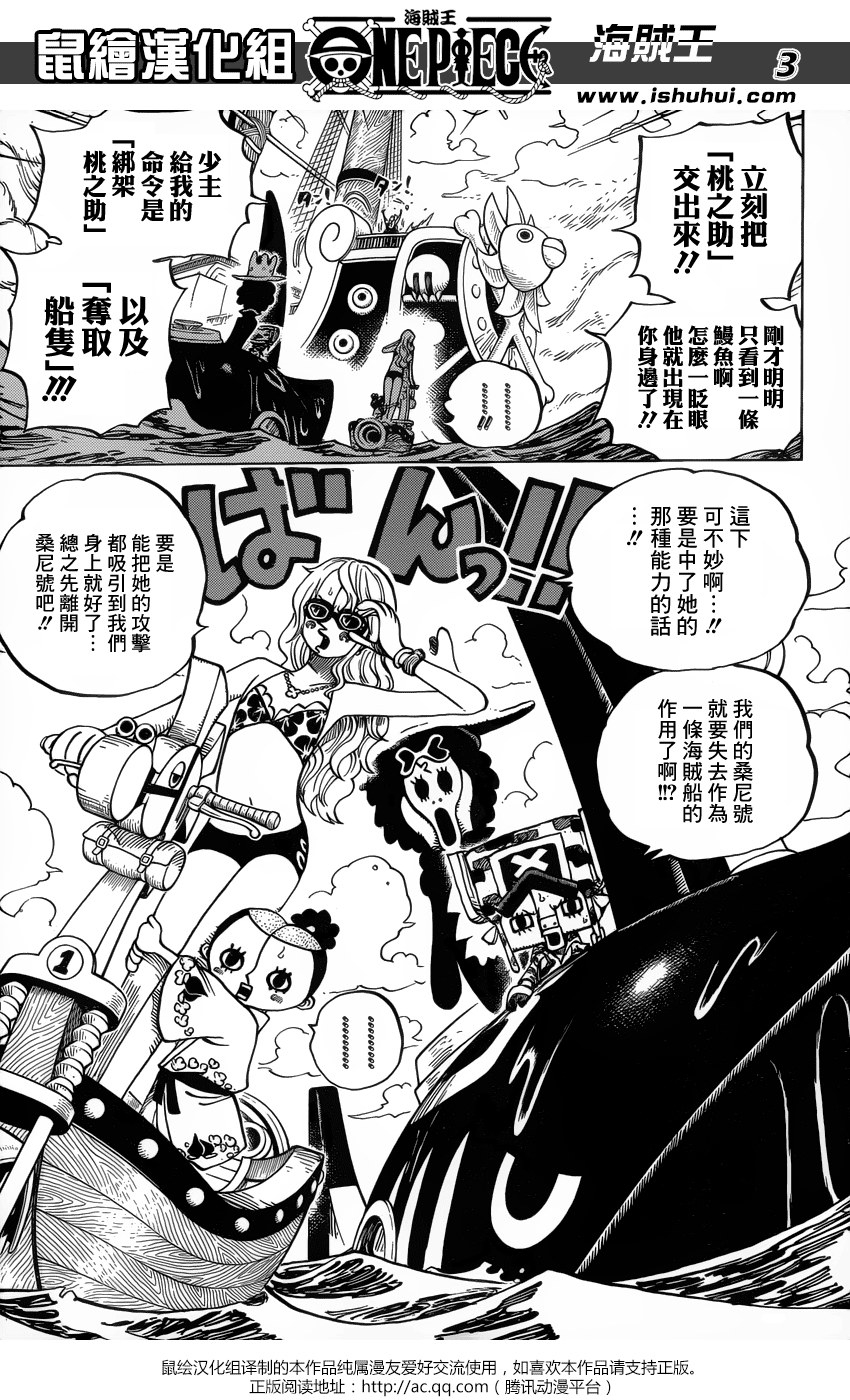 鼠繪漢化組
海賊王
ONE PIECE
海賊王
3
www.ishuhui.com
立刻把
「桃之助」
交出來!!
剛才明明
只看到一條
鰻魚啊
怎麼一眨眼
他就出現在
你身邊了!!
タン!
タン!
少主
給我的
命令是
「綁架
桃之助」
以及
「奪取
船隻」!!!
…………
…………
ばんっ!!
這下
可不妙啊…!!
要是中了她的
那種能力的話
…!!
我們的桑尼號
就要失去作為
一條海賊船的
作用了啊!!?
要是
能把她的攻擊
都吸引到我們
身上就好了…
總之先離開
桑尼號吧!!
1
…………
…………
鼠绘汉化组译制的本作品纯属漫友爱好交流使用，如喜欢本作品请支持正版。
正版阅读地址：http://ac.qq.com（腾讯动漫平台）